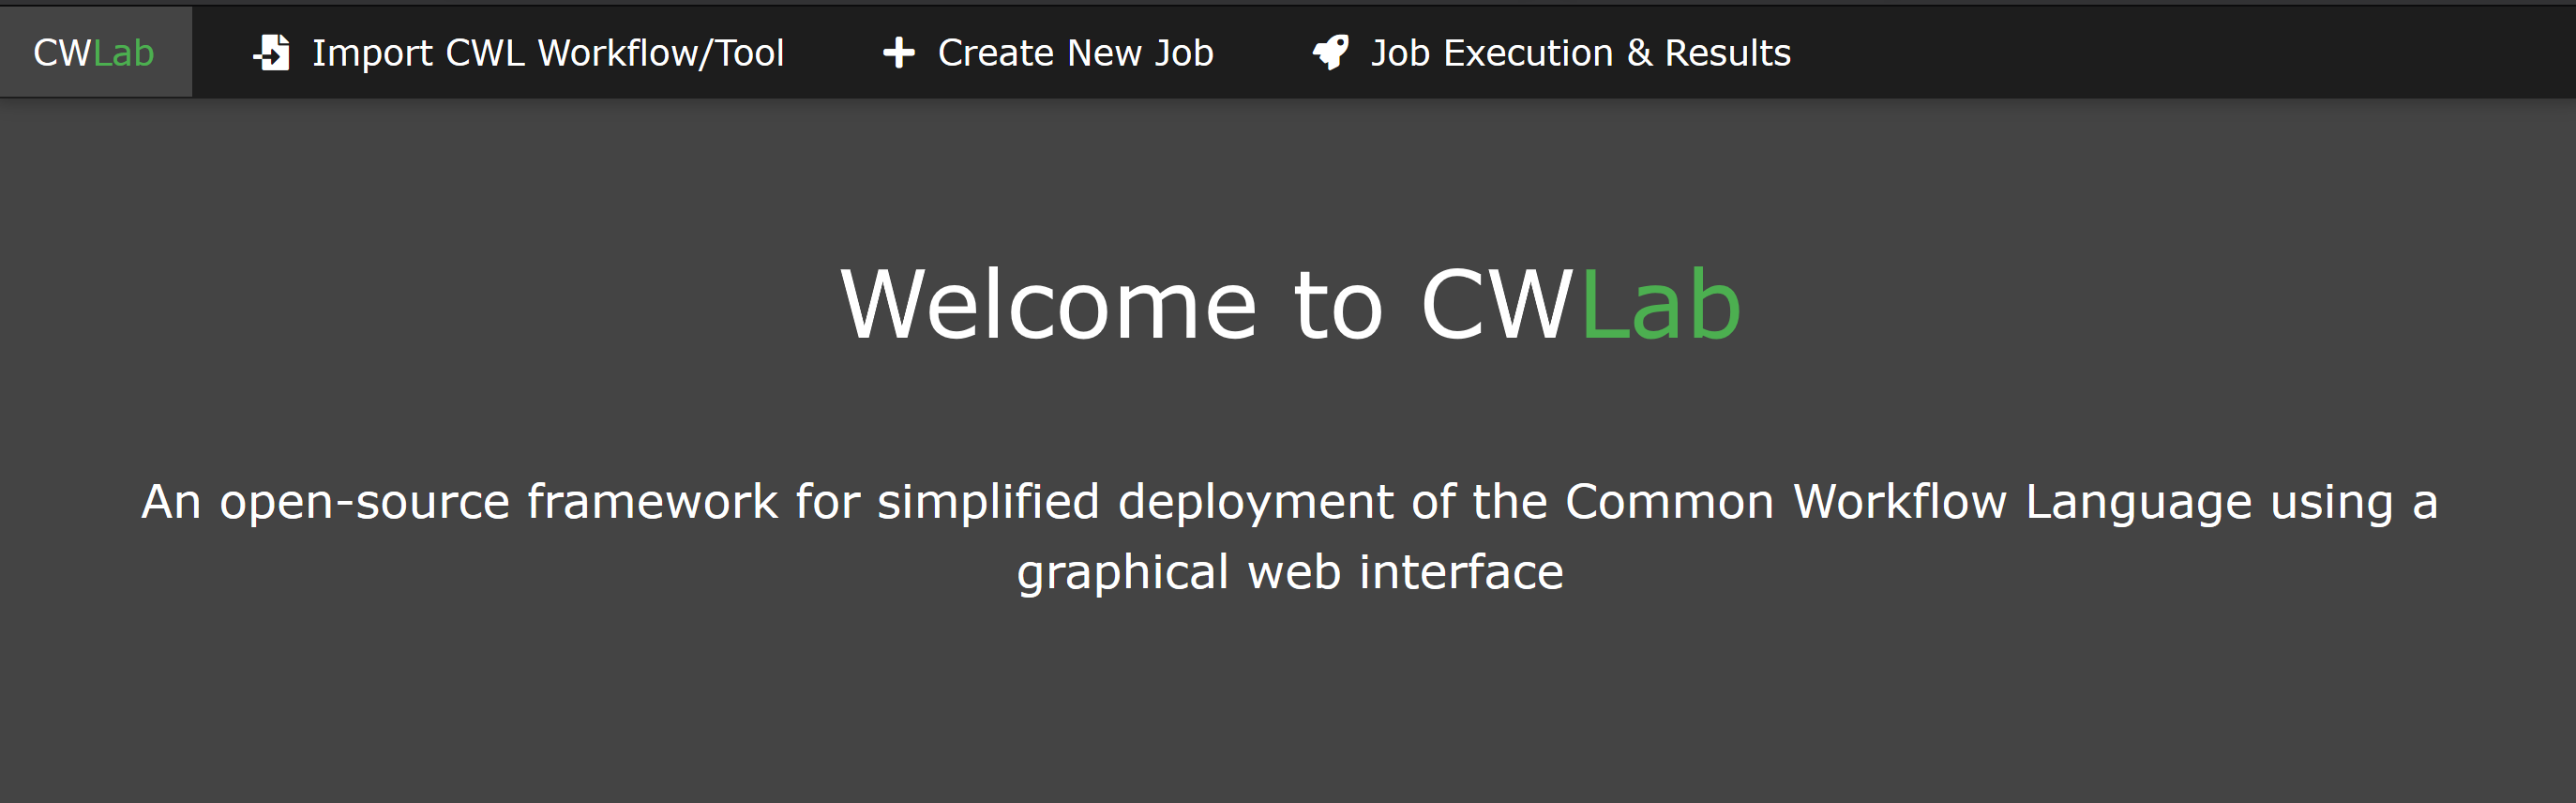 CWLab Import CWL Workflow/Tool Create New Job Job Execution & Results
Welcome to CWLab
An open-source framework for simplified deployment of the Common Workflow Language using a
graphical web interface